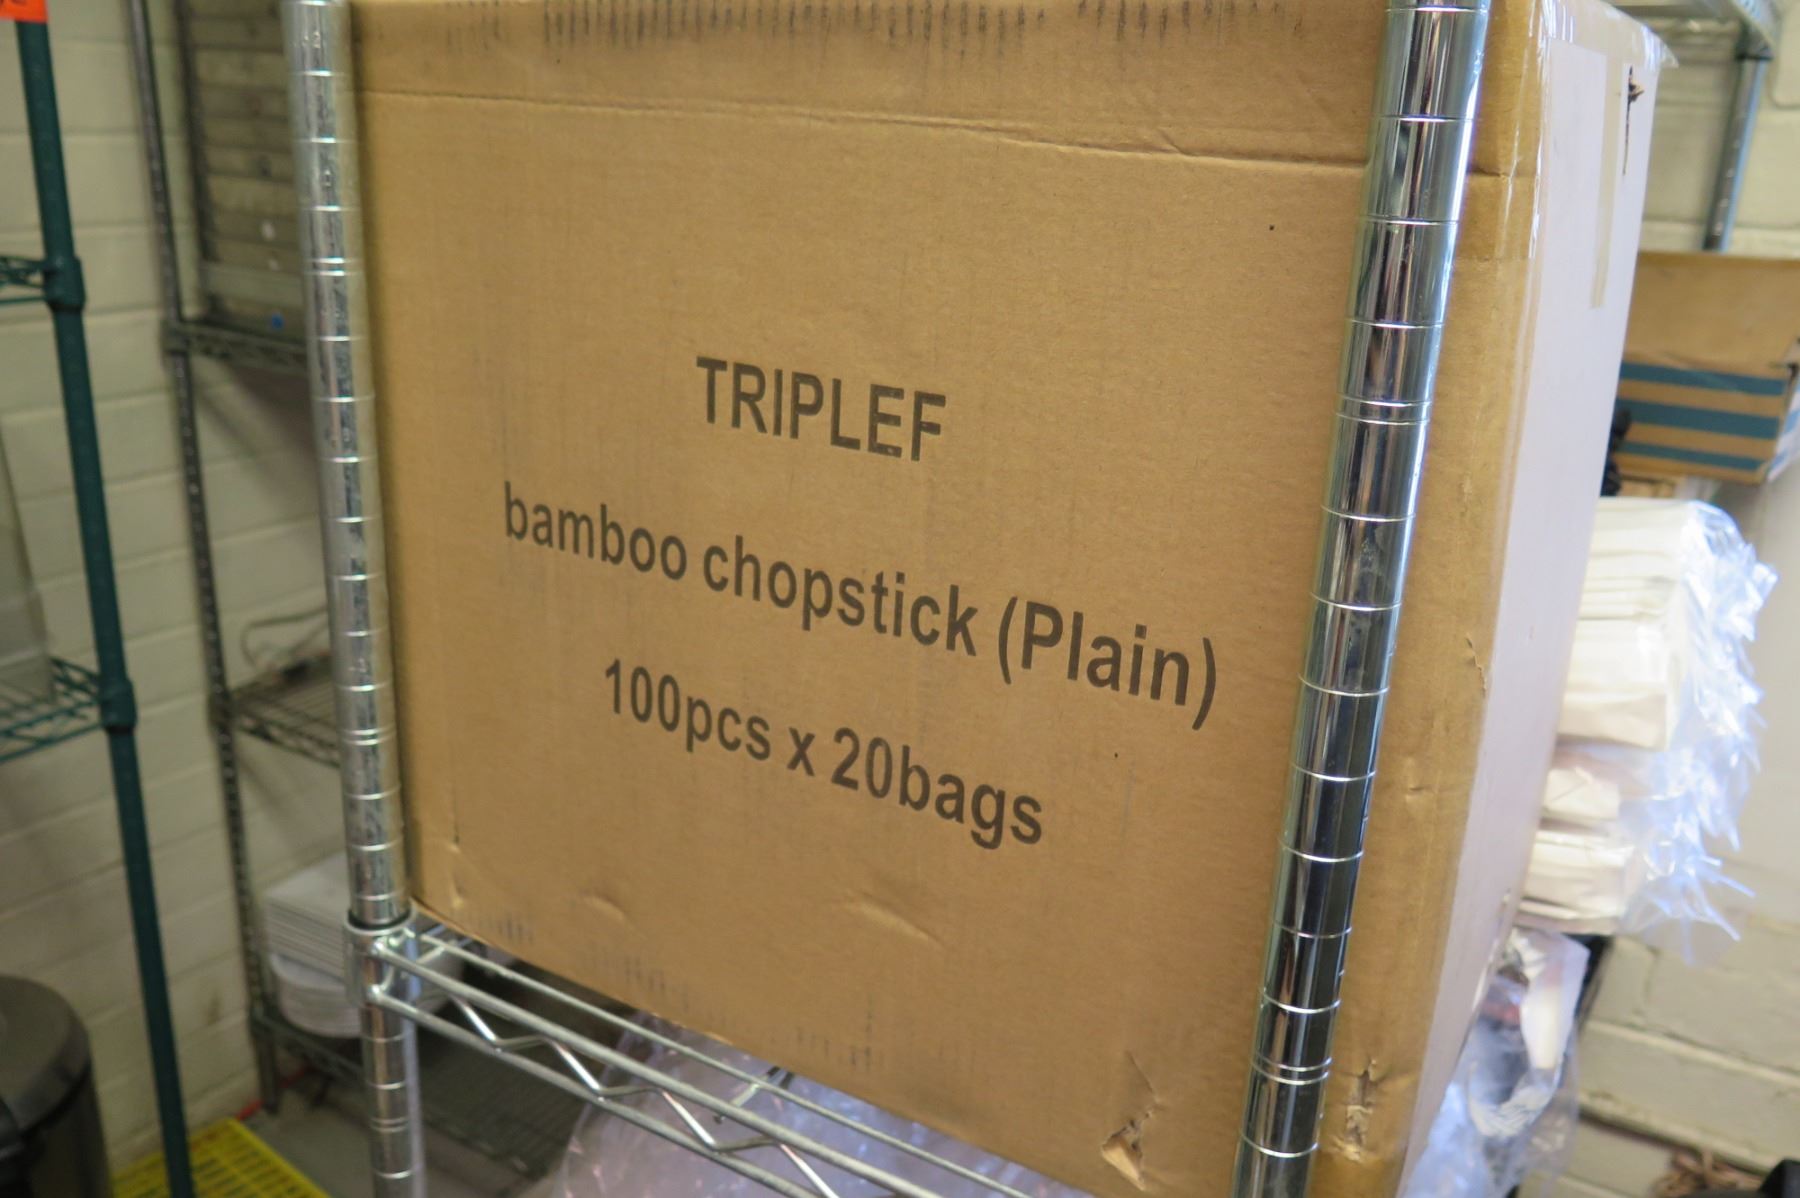 TRIPLEF
bamboo chopstick (Plain)
100pcs x 20bags